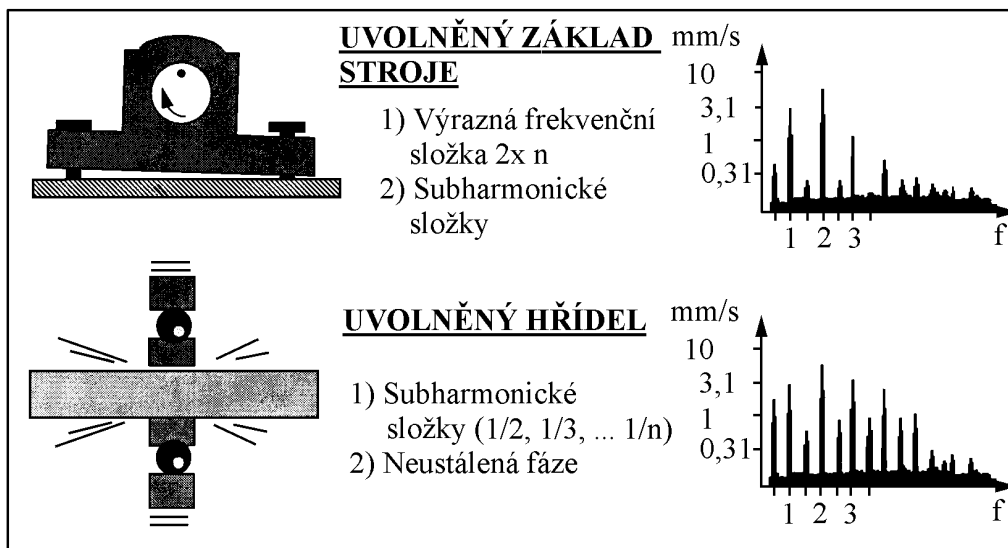 UVOLNĚNÝ ZÁKLAD
STROJE
1) Výrazná frekvenční
složka 2x n
2) Subharmonické
složky
mm/s
10
3,1
1
0,31
1 2 3
f
UVOLNĚNÝ HŘÍDEL
1) Subharmonické
složky (1/2, 1/3, ... 1/n)
2) Neustálená fáze
mm/s
10
3,1
1
0,31
1 2 3
f